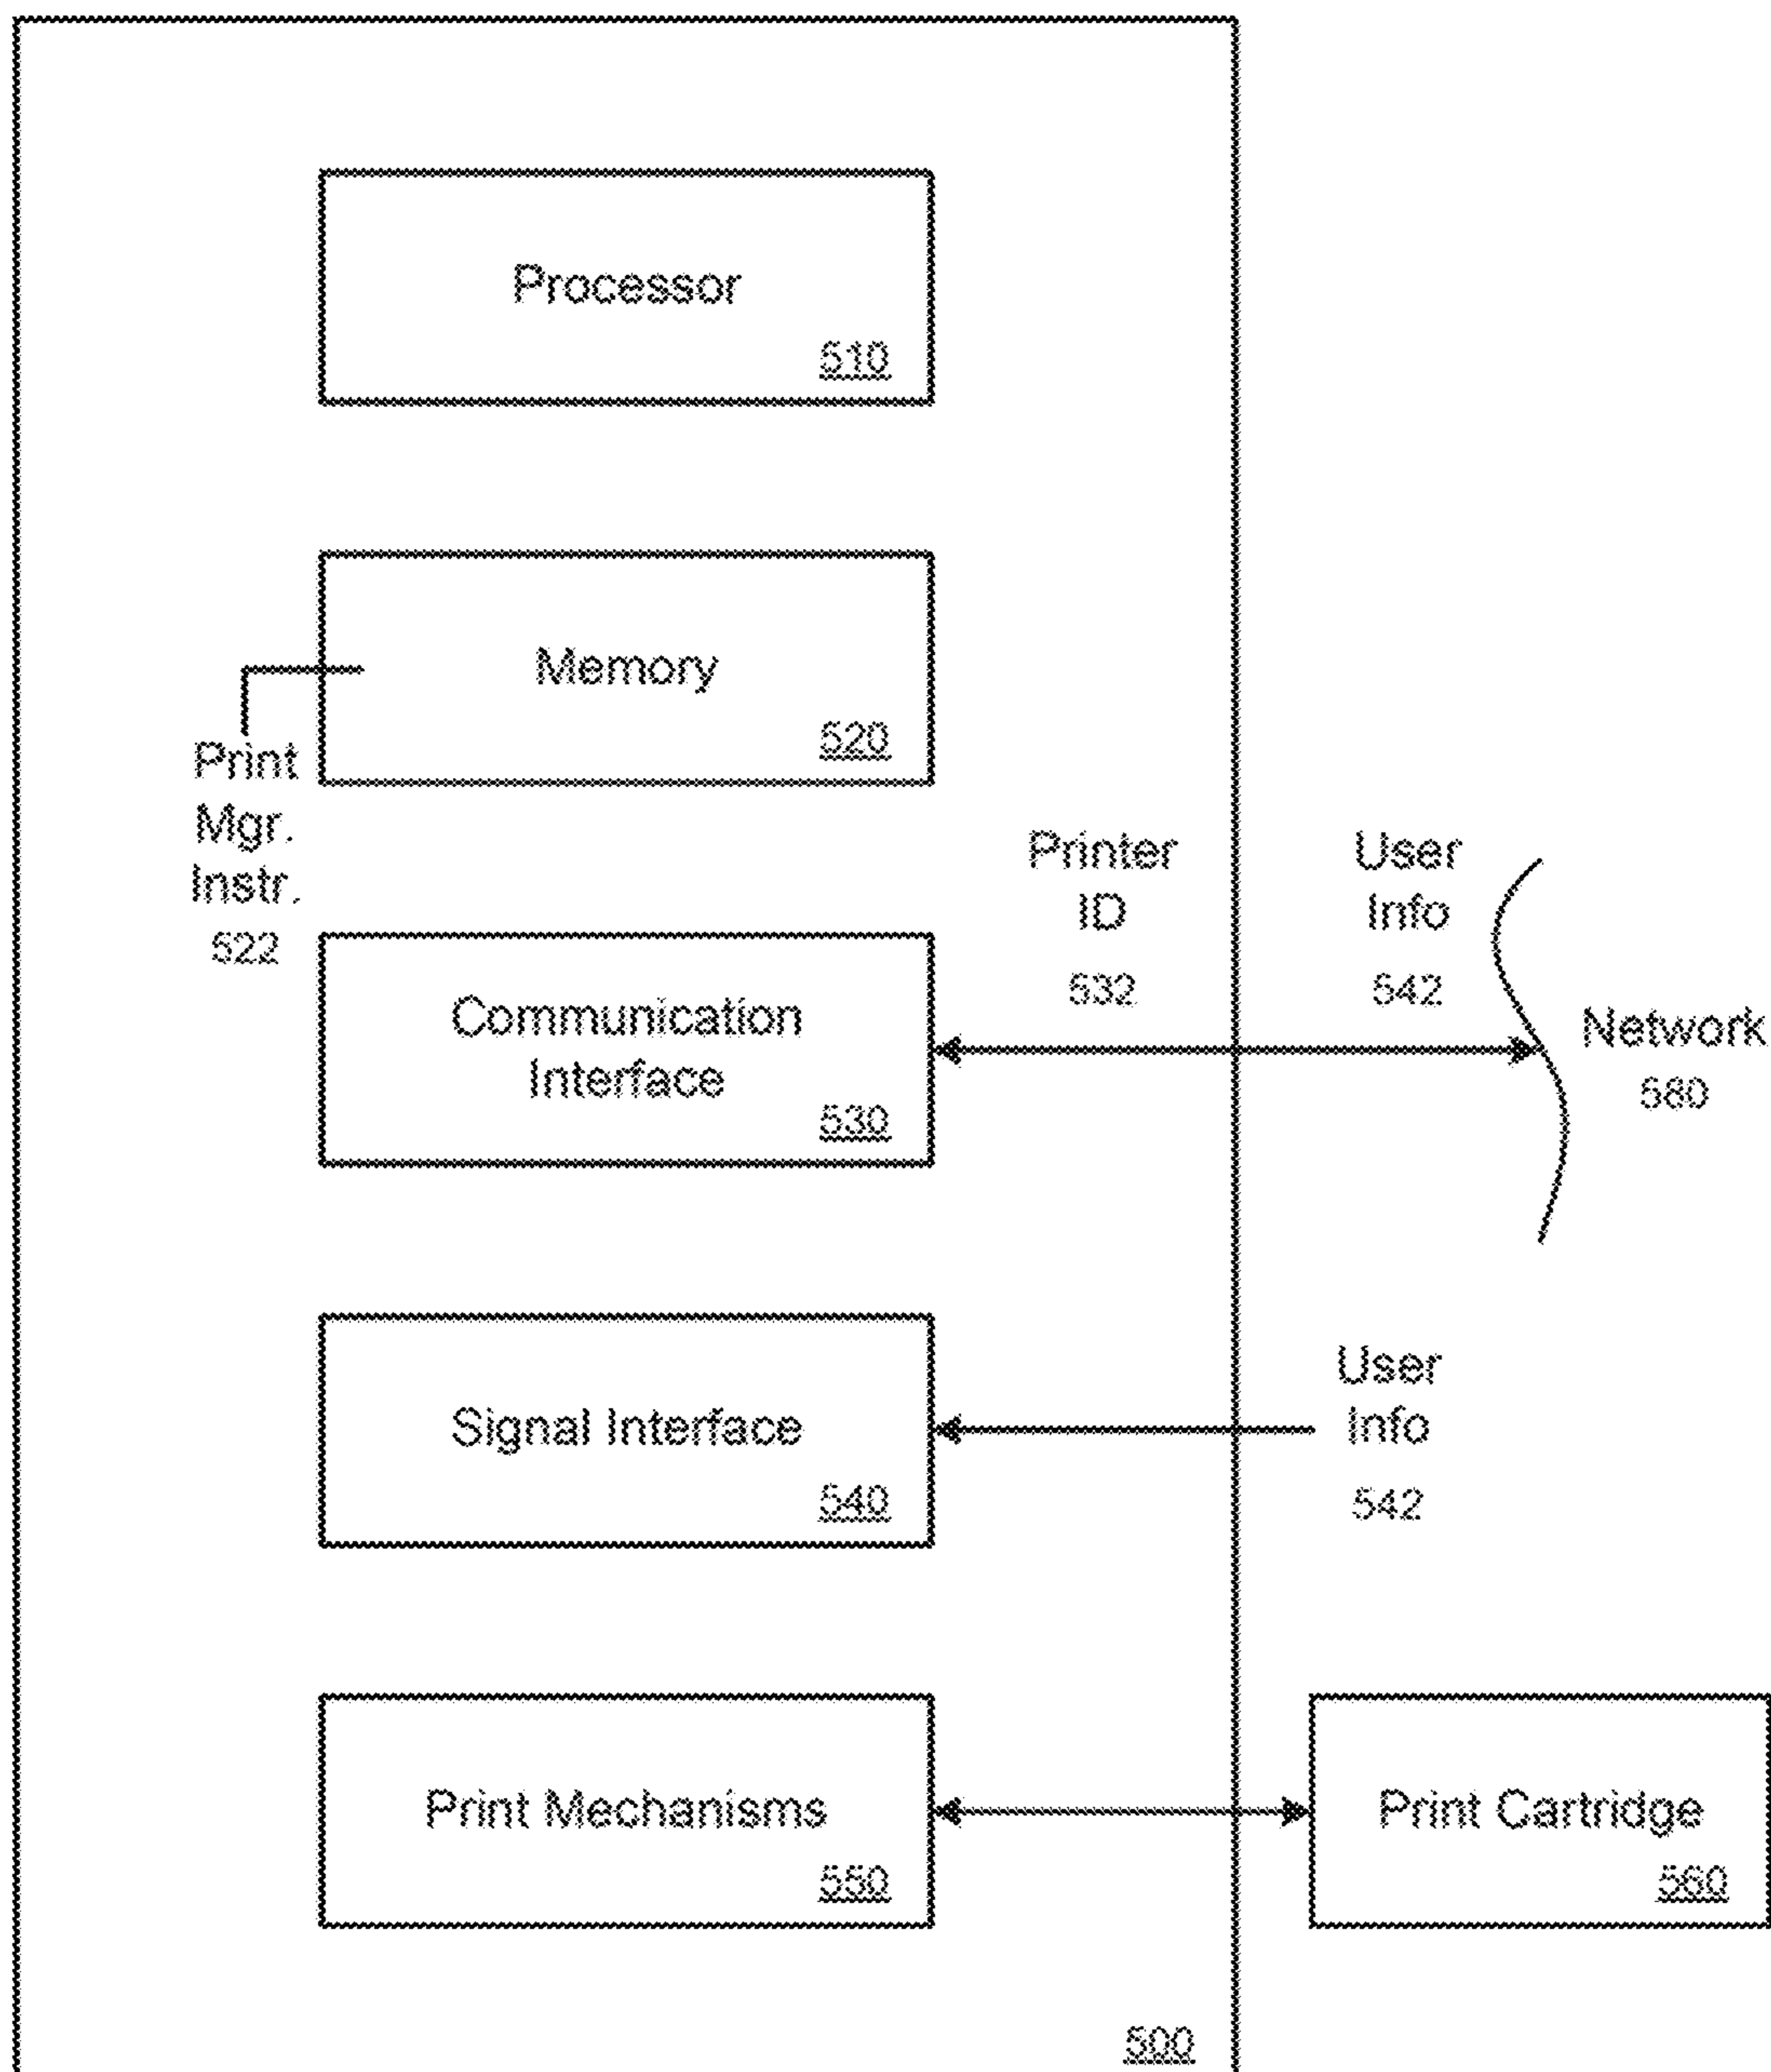 Processor
510
Memory
520
Print
Mgr.
Instr.
522
Printer
ID
532
User
Info
542
Communication
Interface
530
Network
580
Signal Interface
540
User
Info
542
Print Mechanisms
550
Print Cartridge
560
500